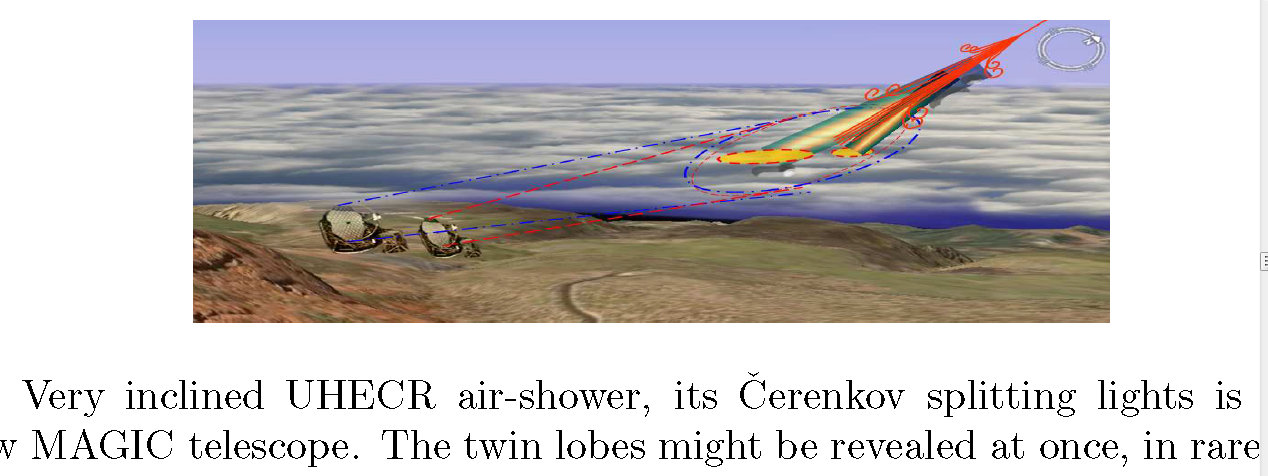 Very inclined UHECR air-shower, its Čerenkov splitting lights is
w MAGIC telescope. The twin lobes might be revealed at once, in rare